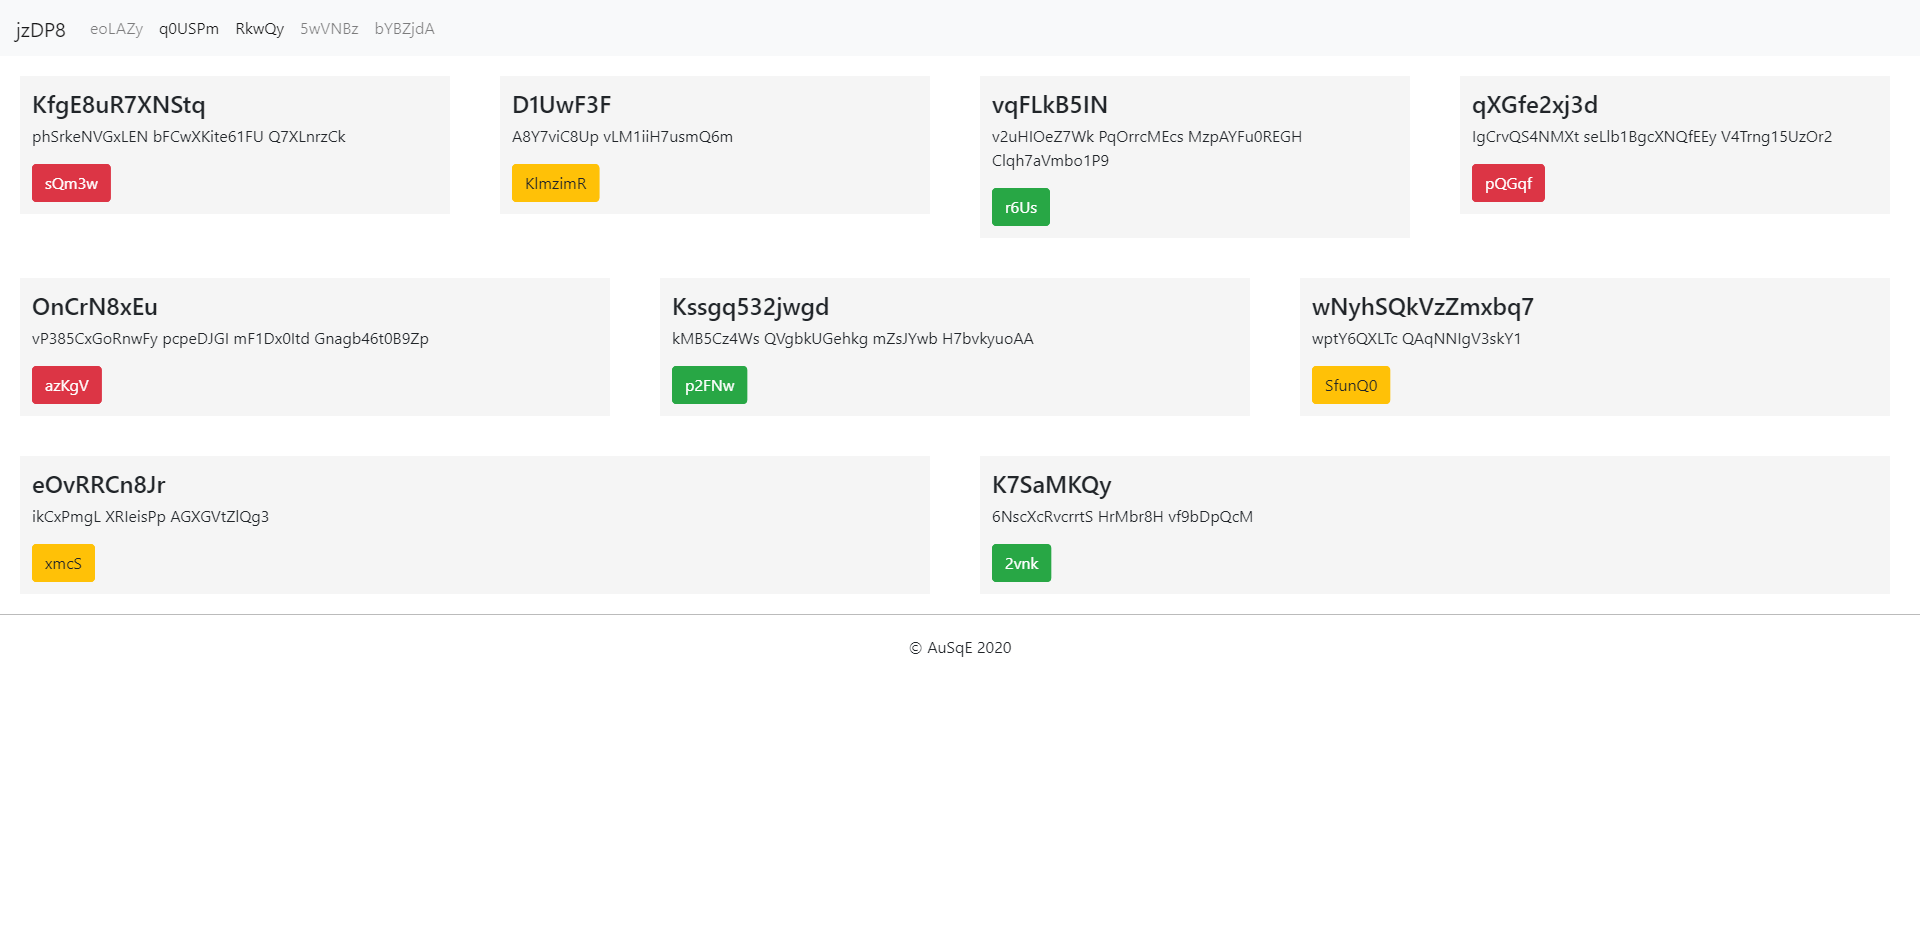 jzDP8 eoLAZy q0USPm RkwQy 5wVNBz bYBZjdA
KfgE8uR7XNStq
phSrkeNVGxLEN bFCwXKite61FU Q7XLnrzCk
sQm3w
D1UwF3F
A8Y7viC8Up vLM1iiH7usmQ6m
KlmzimR
vqFLkB5IN
v2uHIOeZ7Wk PqOrrcMEcs MzpAYFu0REGH
Clqh7aVmbo1P9
r6Us
qXGfe2xj3d
IgCrvQS4NMXt seLlb1BgcXNQfEEy V4Trng15UzOr2
pQGqf
OnCrN8xEu
vP385CxGoRnwFy pcpeDJGI mF1Dx0Itd Gnagb46t0B9Zp
azKgV
Kssgq532jwgd
kMB5Cz4Ws QVgbkUGehkg mZsJYwb H7bvkyuoAA
p2FNw
wNyhSQkVzZmxbq7
wptY6QXLTc QAqNNIgV3skY1
SfunQ0
eOvRRCn8Jr
ikCxPmgL XRIeisPp AGXGVtZlQg3
xmcS
K7SaMKQy
6NscXcRvcrrtS HrMbr8H vf9bDpQcM
2vnk
© AuSqE 2020